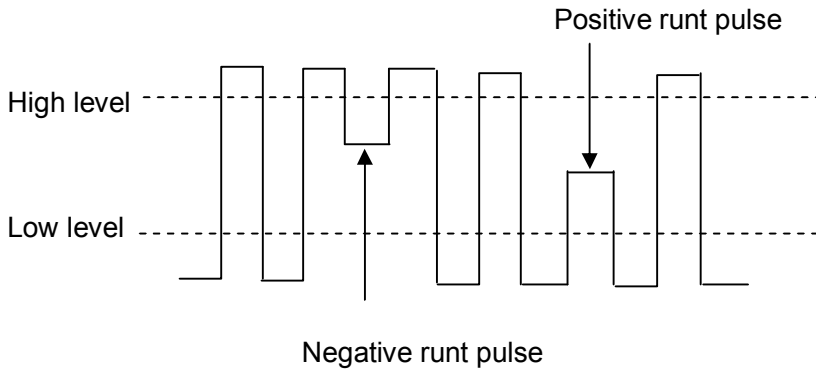 Positive runt pulse
High level
Low level
Negative runt pulse